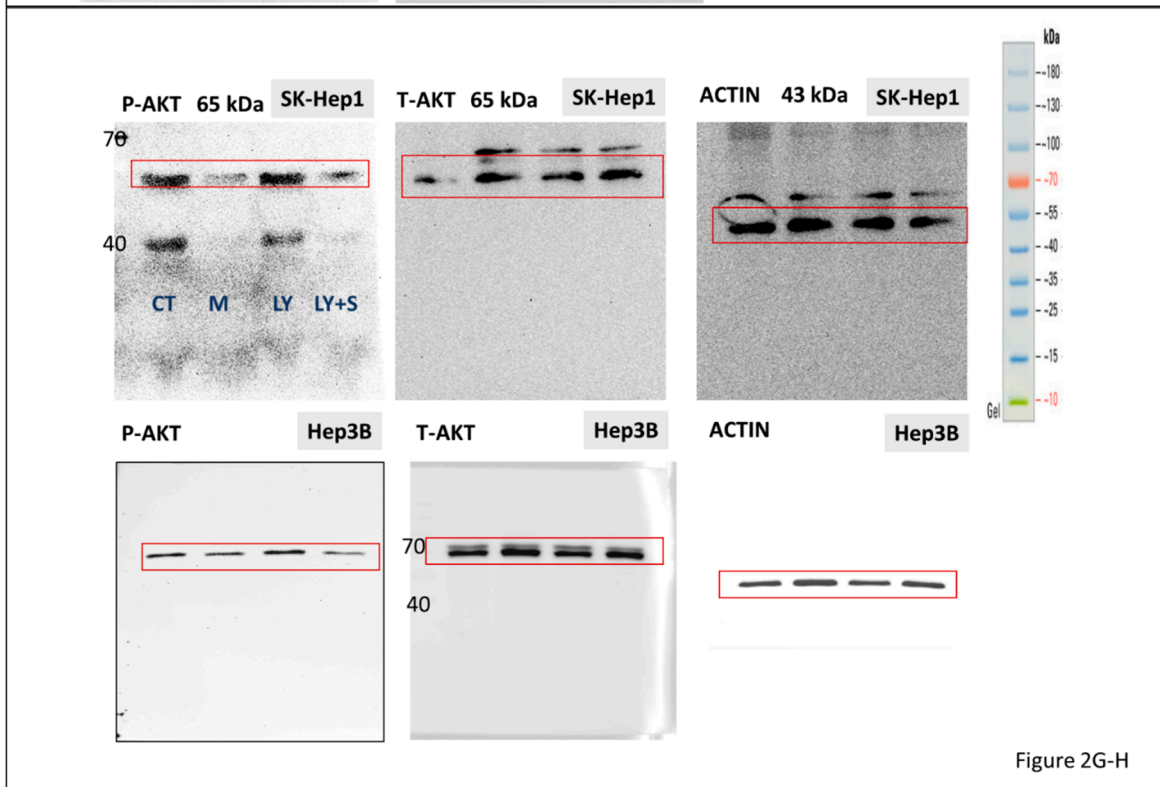 P-AKT 65 kDa SK-Hep1
T-AKT 65 kDa SK-Hep1
ACTIN 43 kDa SK-Hep1
70
40
CT M LY LY+S
kDa
~180
~130
~100
~70
~55
~40
~35
~25
~15
~10
Gel
P-AKT Hep3B
T-AKT Hep3B
ACTIN Hep3B
70
40
Figure 2G-H